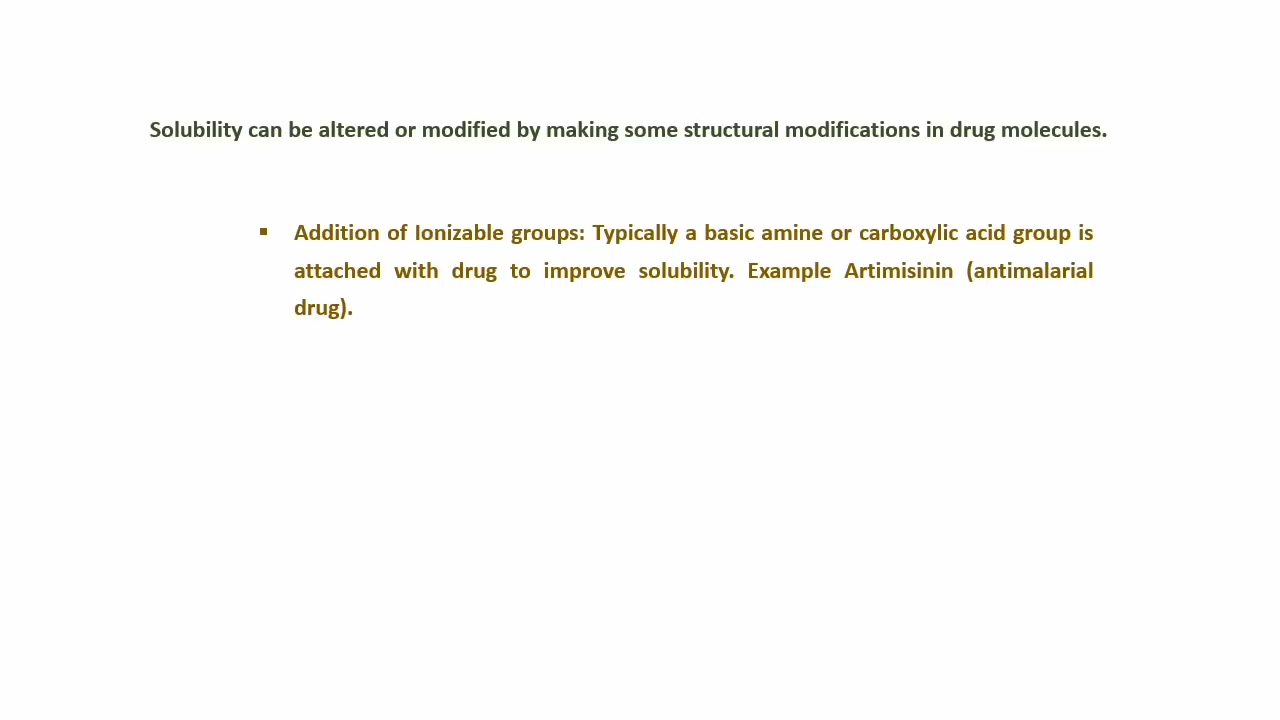 Solubility can be altered or modified by making some structural modifications in drug molecules.
▪ Addition of Ionizable groups: Typically a basic amine or carboxylic acid group is
attached with drug to improve solubility. Example Artimisinin (antimalarial
drug).